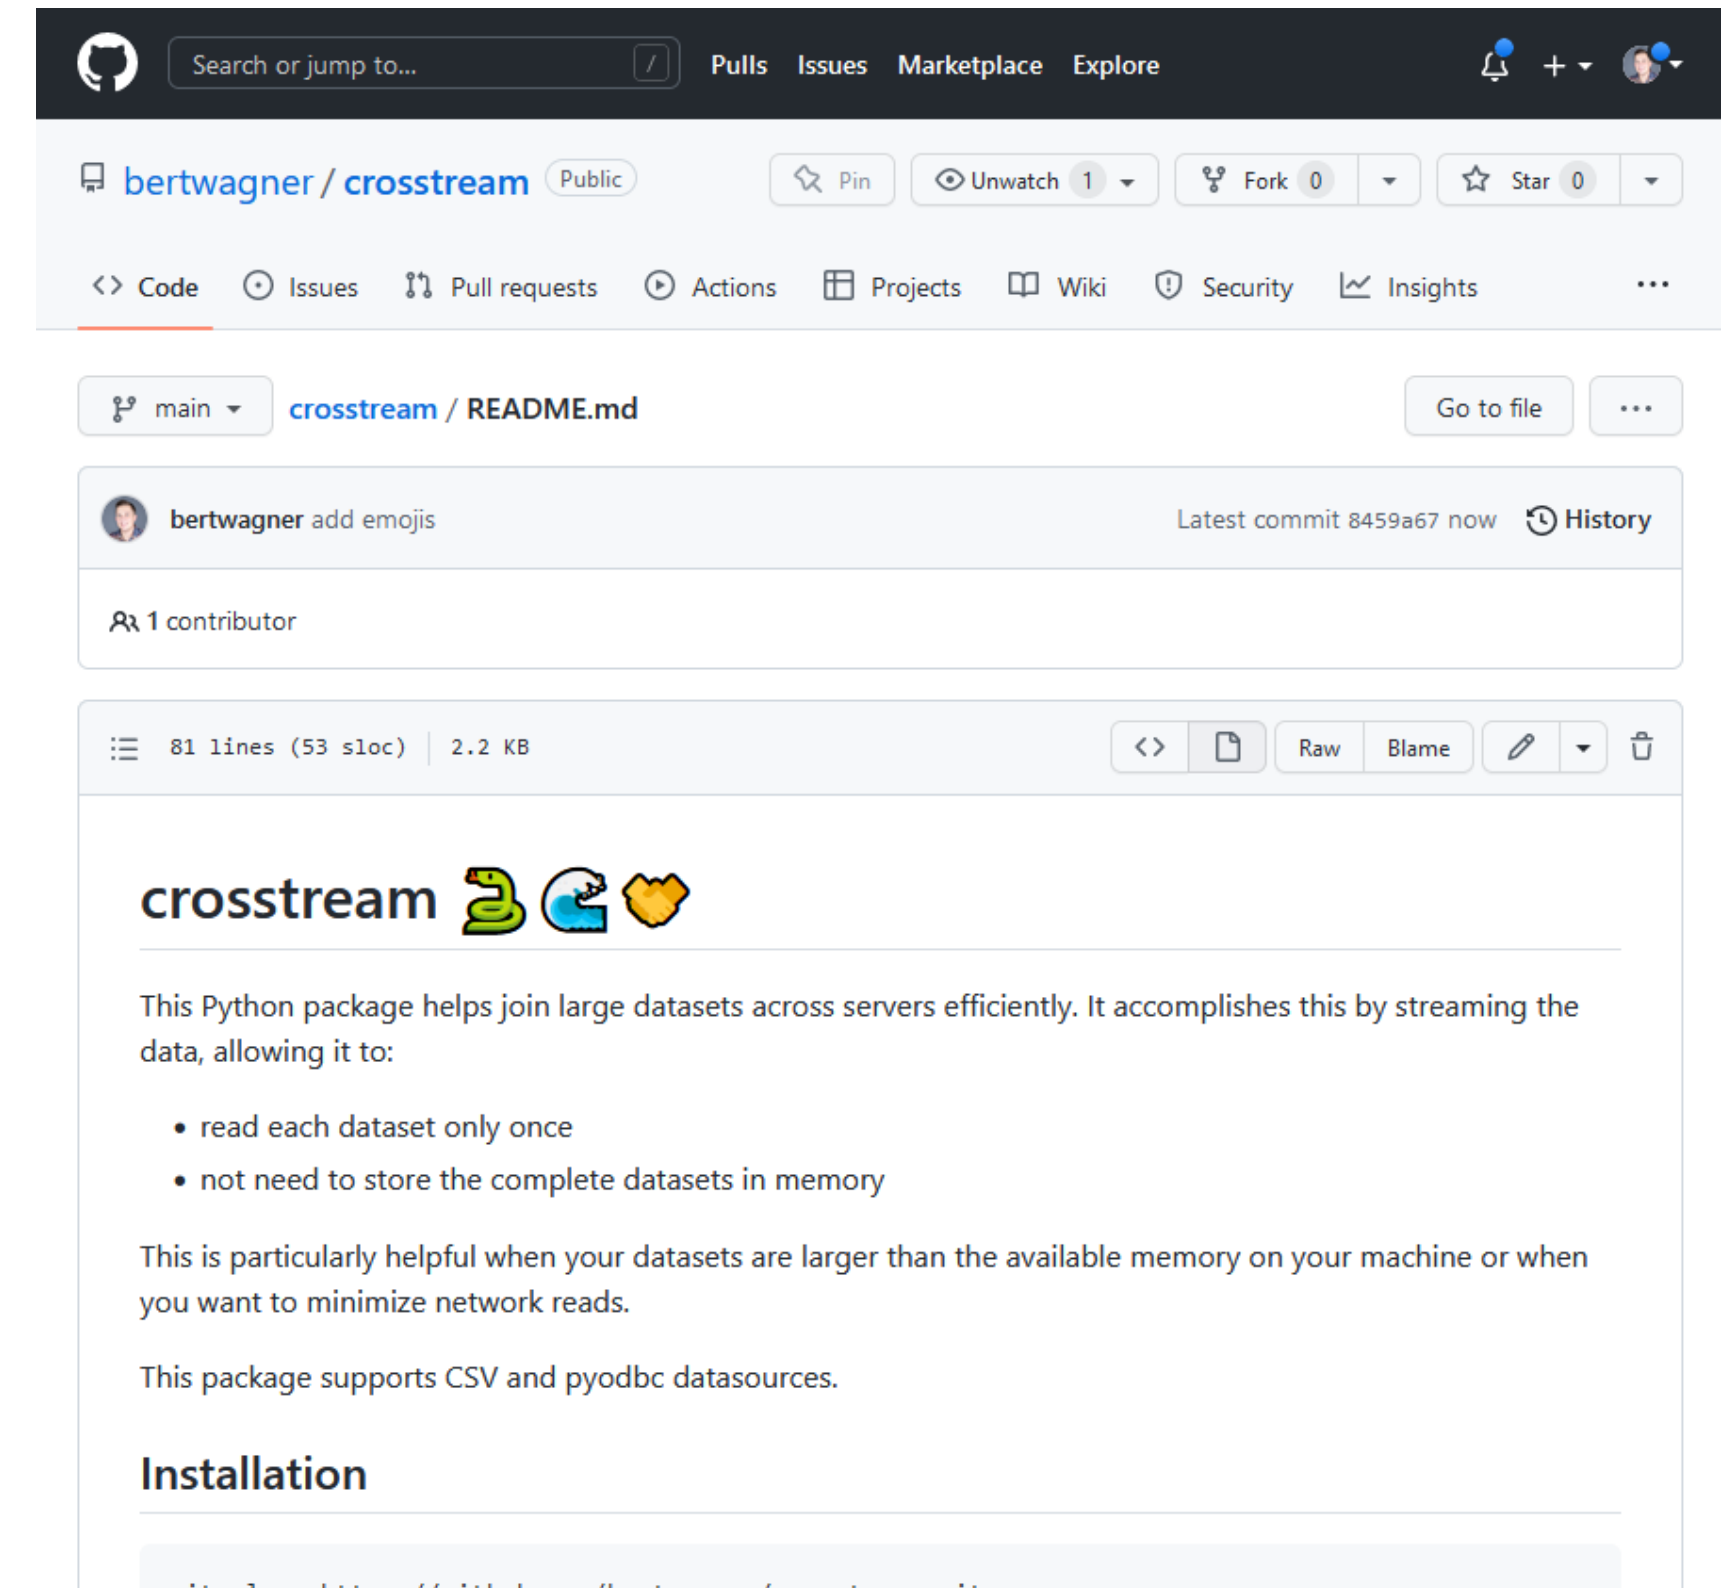 Search or jump to... /
Pulls Issues Marketplace Explore
bertwagner / crosstream Public
Pin Unwatch 1 Fork 0 Star 0
Code Issues Pull requests Actions Projects Wiki Security Insights
main crosstream / README.md Go to file
bertwagner add emojis Latest commit 8459a67 now History
1 contributor
81 lines (53 sloc) 2.2 KB Raw Blame
crosstream
This Python package helps join large datasets across servers efficiently. It accomplishes this by streaming the
data, allowing it to:
• read each dataset only once
• not need to store the complete datasets in memory
This is particularly helpful when your datasets are larger than the available memory on your machine or when
you want to minimize network reads.
This package supports CSV and pyodbc datasources.
Installation